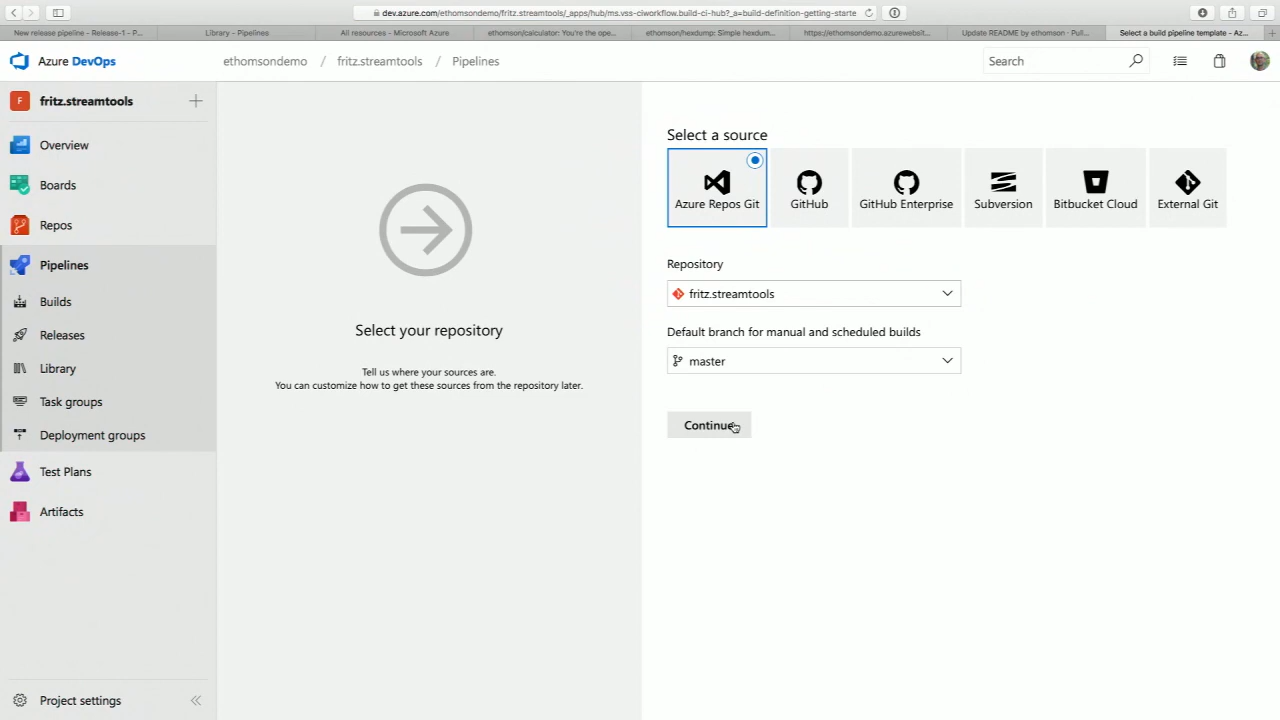 dev.azure.com/ethomsondemo/fritz.streamtools/_apps/hub/ms.vss-ciworkflow.build-ci-hub?_a=build-definition-getting-starte
New release pipeline - Release-1 - P...
Library - Pipelines
All resources - Microsoft Azure
ethomson/calculator: You're the ope...
ethomson/hexdump: Simple hexdum...
https://ethomsondemo.azurewebsit...
Update README by ethomson · Pull...
Select a build pipeline template - Az...
Azure DevOps
ethomsondemo / fritz.streamtools / Pipelines
Search
F fritz.streamtools
Overview
Boards
Repos
Pipelines
Builds
Releases
Library
Task groups
Deployment groups
Test Plans
Artifacts
Project settings
Select your repository
Tell us where your sources are.
You can customize how to get these sources from the repository later.
Select a source
Azure Repos Git
GitHub
GitHub Enterprise
Subversion
Bitbucket Cloud
External Git
Repository
fritz.streamtools
Default branch for manual and scheduled builds
master
Continue